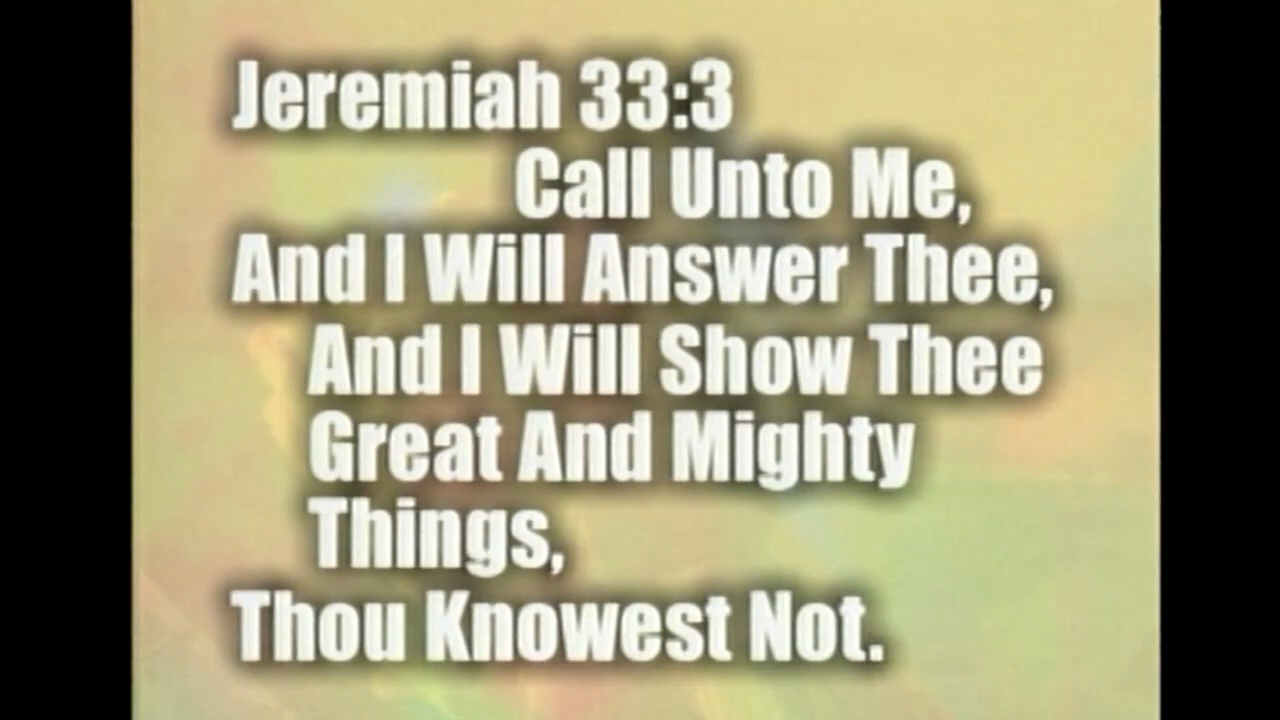 Jeremiah 33:3
Call Unto Me,
And I Will Answer Thee,
And I Will Show Thee
Great And Mighty
Things,
Thou Knowest Not.